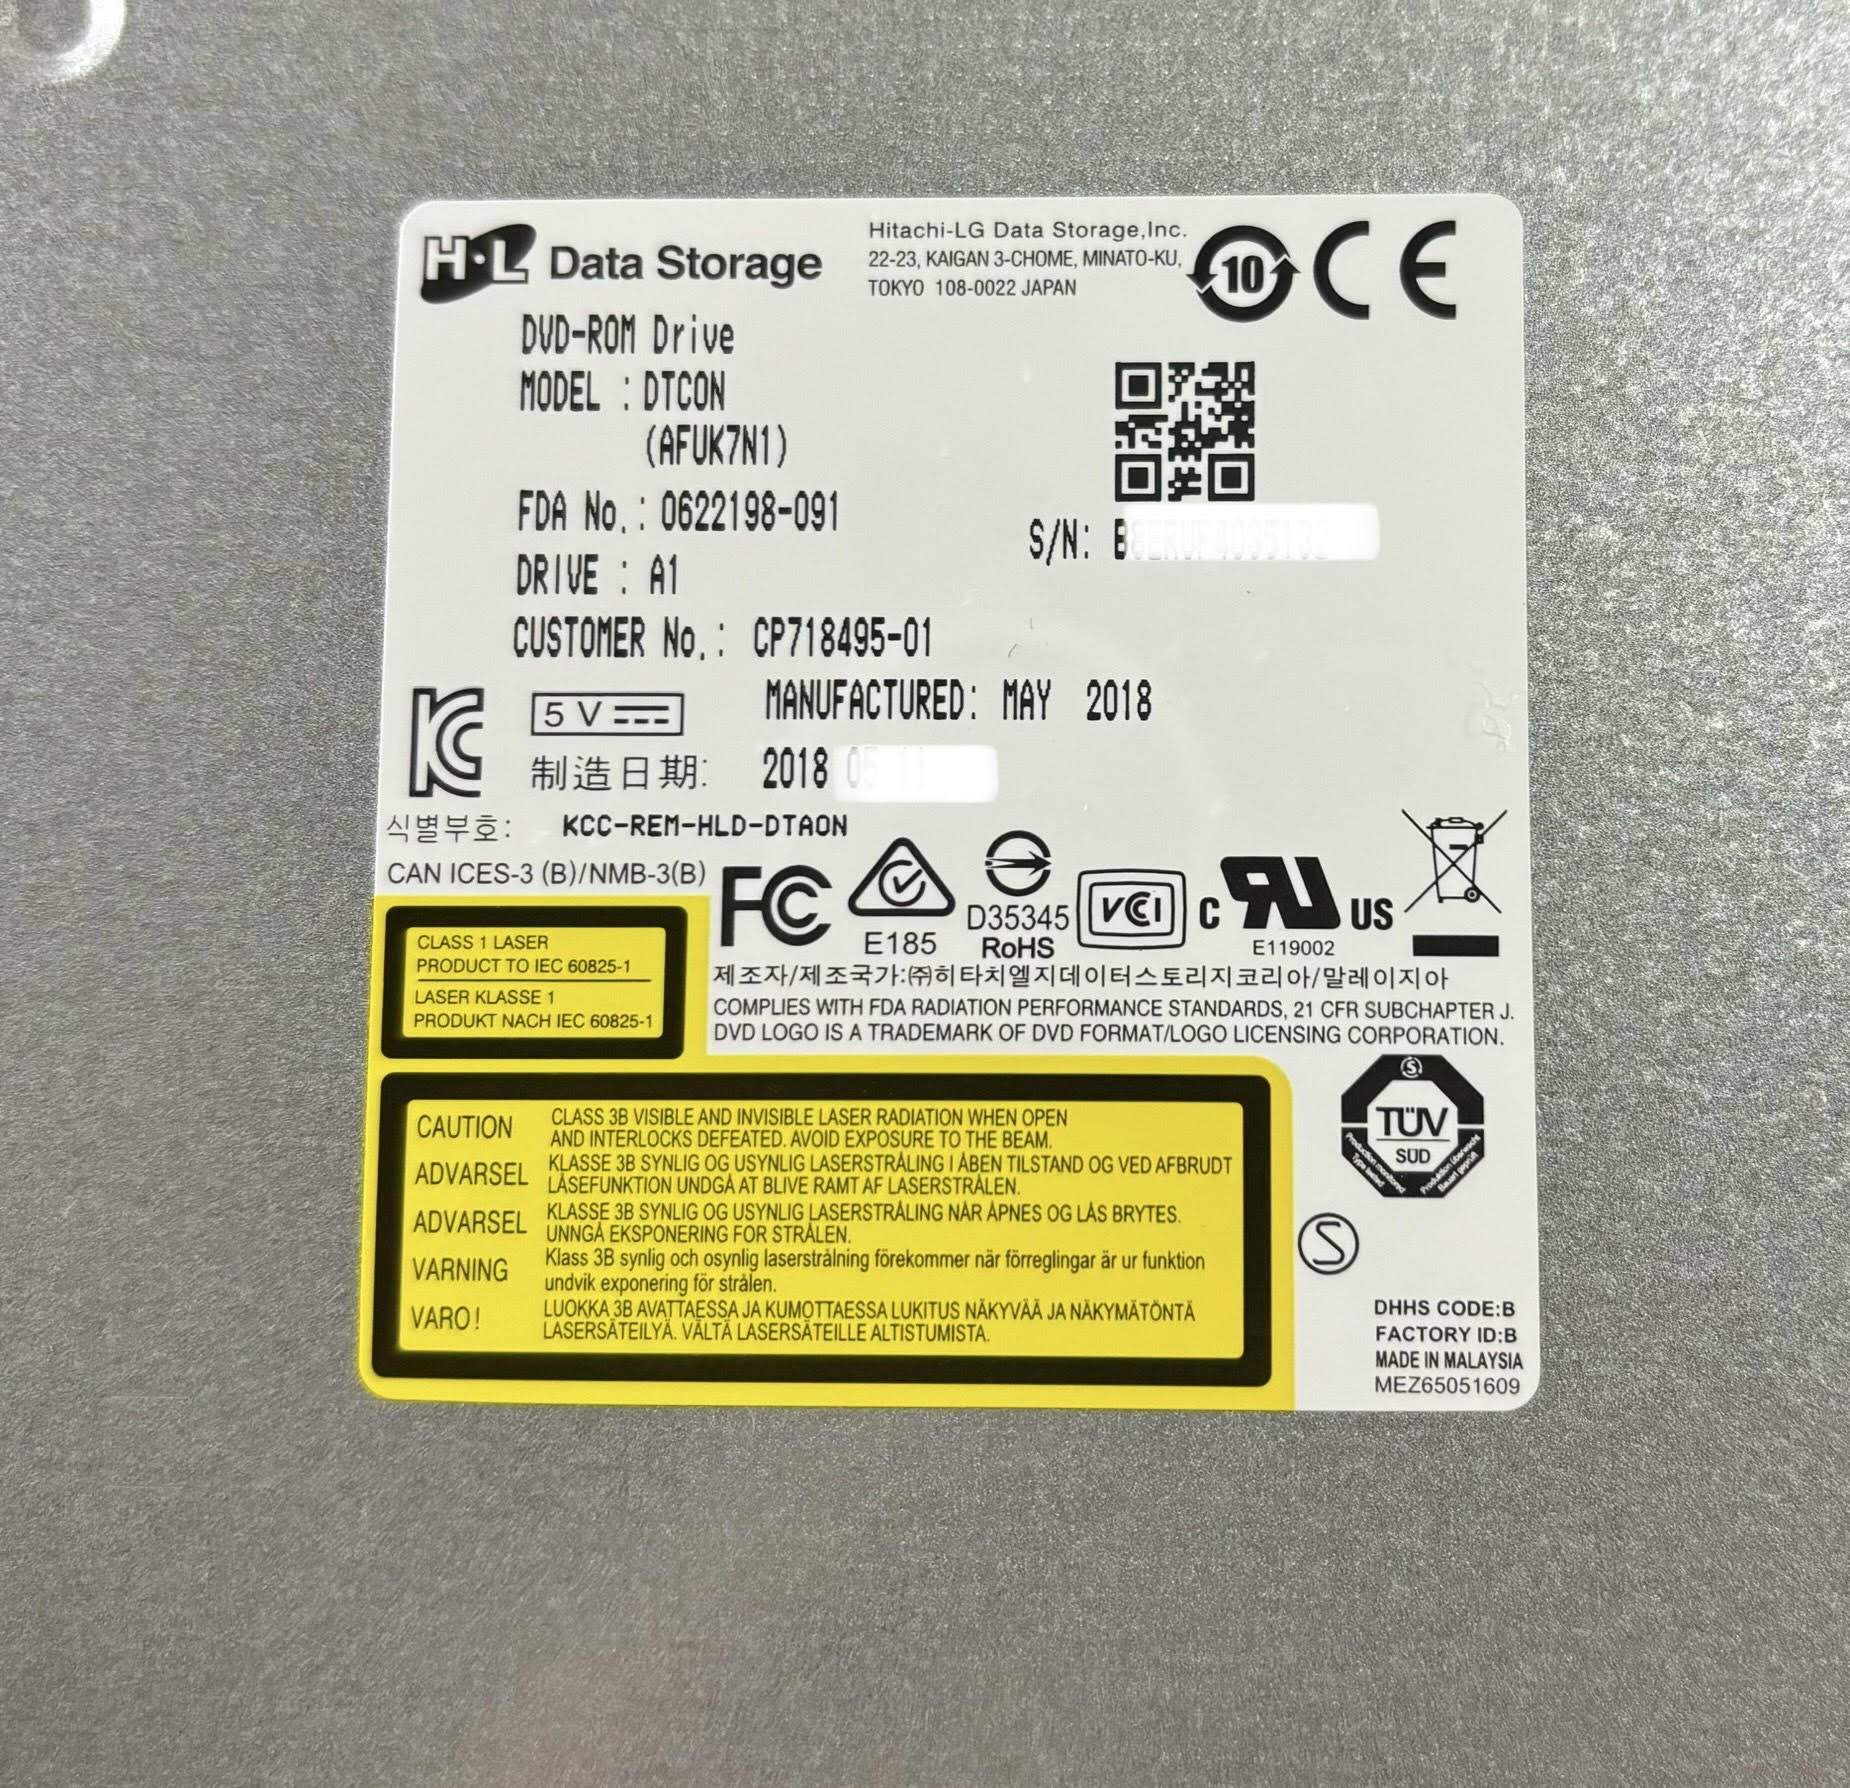 H·L Data Storage
Hitachi-LG Data Storage,Inc.
22-23, KAIGAN 3-CHOME, MINATO-KU,
TOKYO 108-0022 JAPAN
10
CE
DVD-ROM Drive
MODEL : DTC0N
(AFUK7N1)
FDA No.: 0622198-091
S/N:
DRIVE : A1
CUSTOMER No.: CP718495-01
5 V
MANUFACTURED: MAY 2018
制造日期: 2018
식별부호: KCC-REM-HLD-DTA0N
CAN ICES-3 (B)/NMB-3(B)
FC
E185
D35345
RoHS
VCI
c RU US
E119002
제조자/제조국가:㈜히타치엘지데이터스토리지코리아/말레이지아
COMPLIES WITH FDA RADIATION PERFORMANCE STANDARDS, 21 CFR SUBCHAPTER J.
DVD LOGO IS A TRADEMARK OF DVD FORMAT/LOGO LICENSING CORPORATION.
CLASS 1 LASER
PRODUCT TO IEC 60825-1
LASER KLASSE 1
PRODUKT NACH IEC 60825-1
CAUTION CLASS 3B VISIBLE AND INVISIBLE LASER RADIATION WHEN OPEN
AND INTERLOCKS DEFEATED. AVOID EXPOSURE TO THE BEAM.
ADVARSEL KLASSE 3B SYNLIG OG USYNLIG LASERSTRÅLING I ÅBEN TILSTAND OG VED AFBRUDT
LÅSEFUNKTION UNDGÅ AT BLIVE RAMT AF LASERSTRÅLEN.
ADVARSEL KLASSE 3B SYNLIG OG USYNLIG LASERSTRÅLING NÅR ÅPNES OG LÅS BRYTES.
UNNGÅ EKSPONERING FOR STRÅLEN.
VARNING Klass 3B synlig och osynlig laserstrålning förekommer när förreglingar är ur funktion
undvik exponering för strålen.
VARO! LUOKKA 3B AVATTAESSA JA KUMOTTAESSA LUKITUS NÄKYVÄÄ JA NÄKYMÄTÖNTÄ
LASERSÄTEILYÄ. VÄLTÄ LASERSÄTEILLE ALTISTUMISTA.
TÜV
SÜD
S
DHHS CODE:B
FACTORY ID:B
MADE IN MALAYSIA
MEZ65051609